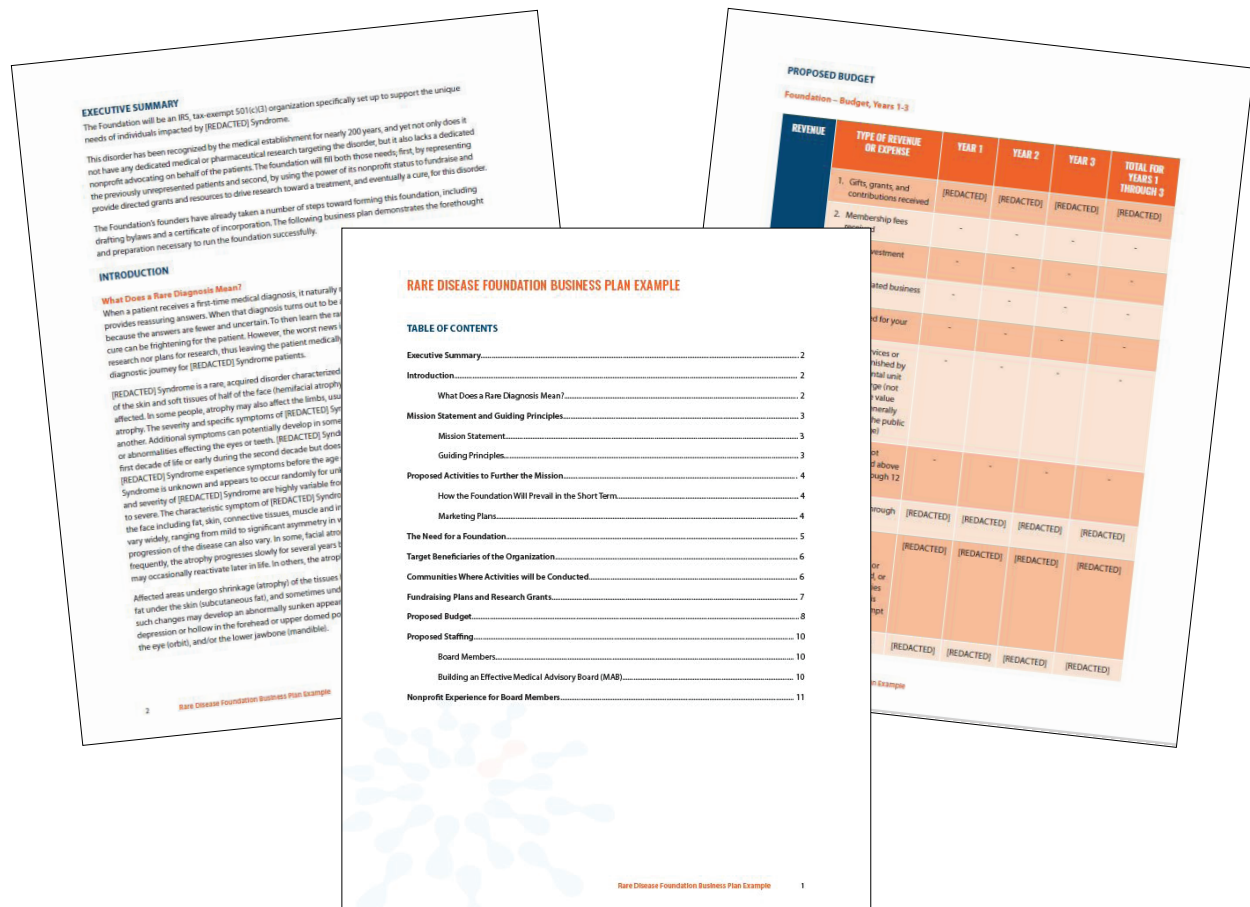 EXECUTIVE SUMMARY
The Foundation will be an IRS, tax-exempt 501(c)(3) organization specifically set up to support the unique
needs of individuals impacted by [REDACTED] Syndrome.
This disorder has been recognized by the medical establishment for nearly 200 years, and yet not only does it
not have any dedicated medical or pharmaceutical research targeting the disorder, but it also lacks a dedicated
nonprofit advocating on behalf of the patients. The foundation will fill both those needs; first, by representing
the previously unrepresented patients and second, by using the power of its nonprofit status to fundraise and
provide directed grants and resources to drive research toward a treatment, and eventually a cure, for this disorder.
The Foundation's founders have already taken a number of steps toward forming this foundation, including
drafting bylaws and a certificate of incorporation. The following business plan demonstrates the forethought
and preparation necessary to run the foundation successfully.
INTRODUCTION
What Does a Rare Diagnosis Mean?
When a patient receives a first-time medical diagnosis, it naturally
provides reassuring answers. When that diagnosis turns out to be
because the answers are fewer and uncertain. To then learn the
cure can be frightening for the patient. However, the worst news
research nor plans for research, thus leaving the patient medically
diagnostic journey for [REDACTED] Syndrome patients.
[REDACTED] Syndrome is a rare, acquired disorder characterized
of the skin and soft tissues of half of the face (hemifacial atrophy
affected. In some people, atrophy may also affect the limbs,
atrophy. The severity and specific symptoms of [REDACTED]
another. Additional symptoms can potentially develop in some
or abnormalities effecting the eyes or teeth. [REDACTED]
first decade of life or early during the second decade but does
[REDACTED] Syndrome experience symptoms before the age
Syndrome is unknown and appears to occur randomly for
and severity of [REDACTED] Syndrome are highly variable
to severe. The characteristic symptom of [REDACTED]
the face including fat, skin, connective tissues, muscle and
vary widely, ranging from mild to significant asymmetry in
progression of the disease can also vary. In some, facial
frequently, the atrophy progresses slowly for several years
may occasionally reactivate later in life. In others, the
Affected areas undergo shrinkage (atrophy) of the tissues
fat under the skin (subcutaneous fat), and sometimes
such changes may develop an abnormally sunken
depression or hollow in the forehead or upper domed
the eye (orbit), and/or the lower jawbone (mandible).
2 Rare Disease Foundation Business Plan Example
RARE DISEASE FOUNDATION BUSINESS PLAN EXAMPLE
TABLE OF CONTENTS
Executive Summary 2
Introduction 2
What Does a Rare Diagnosis Mean? 2
Mission Statement and Guiding Principles 3
Mission Statement 3
Guiding Principles 3
Proposed Activities to Further the Mission 4
How the Foundation Will Prevail in the Short Term 4
Marketing Plans 4
The Need for a Foundation 5
Target Beneficiaries of the Organization 6
Communities Where Activities will be Conducted 6
Fundraising Plans and Research Grants 7
Proposed Budget 8
Proposed Staffing 10
Board Members 10
Building an Effective Medical Advisory Board (MAB) 10
Nonprofit Experience for Board Members 11
Rare Disease Foundation Business Plan Example 1
PROPOSED BUDGET
Foundation – Budget, Years 1-3
REVENUE
TYPE OF REVENUE
OR EXPENSE
YEAR 1
YEAR 2
YEAR 3
TOTAL FOR
YEARS 1
THROUGH 3
1. Gifts, grants, and
contributions received
[REDACTED] [REDACTED] [REDACTED] [REDACTED]
2. Membership fees
- - - -
- - - -
business
- - - -
for your
- - - -
or
unit
(not
value
the public
- - - -
above
12
- - - -
[REDACTED] [REDACTED] [REDACTED] [REDACTED]
or
or
[REDACTED] [REDACTED] [REDACTED] [REDACTED]
[REDACTED] [REDACTED] [REDACTED] [REDACTED]
Example